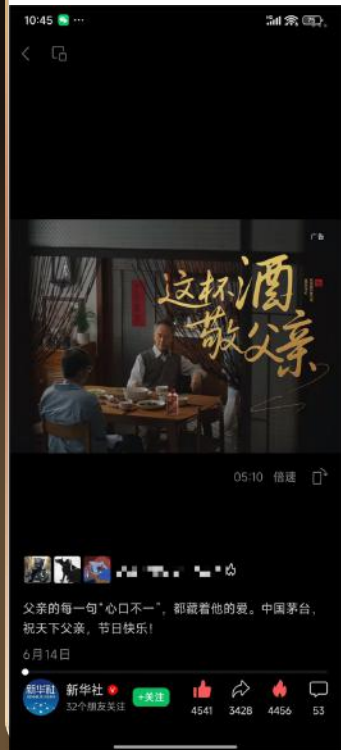 10:45
广告
这杯酒
敬父亲
05:10 倍速
父亲的每一句“心口不一”,都藏着他的爱。中国茅台,
祝天下父亲,节日快乐!
6月14日
新华社
新华社
32个朋友关注
+关注
4541
3428
4456
53